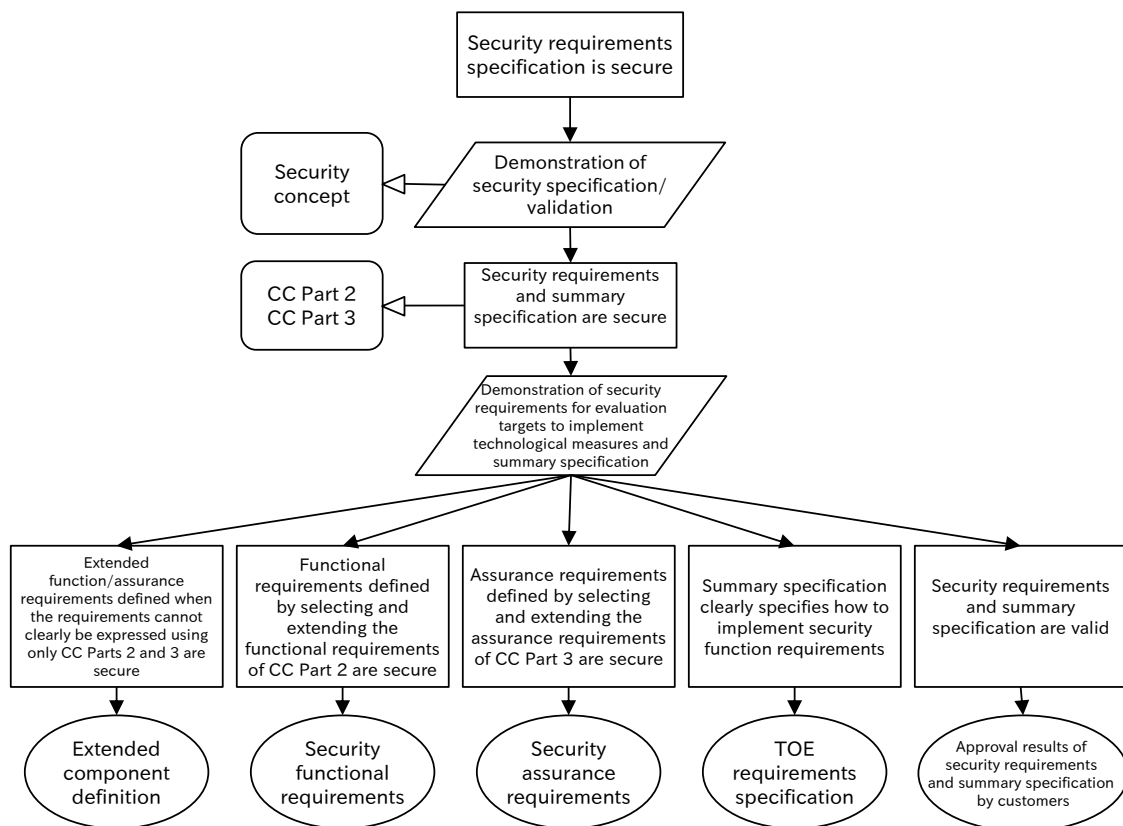 Security requirements
specification is secure
Security
concept
Demonstration of
security specification/
validation
CC Part 2
CC Part 3
Security requirements
and summary
specification are secure
Demonstration of security
requirements for evaluation
targets to implement
technological measures and
summary specification
Extended
function/assurance
requirements defined when
the requirements cannot
clearly be expressed using
only CC Parts 2 and 3 are
secure
Functional
requirements defined
by selecting and
extending the
functional requirements
of CC Part 2 are secure
Assurance requirements
defined by selecting
and extending the
assurance requirements
of CC Part 3 are secure
Summary specification
clearly specifies how to
implement security
function requirements
Security requirements
and summary
specification are valid
Extended
component
definition
Security
functional
requirements
Security
assurance
requirements
TOE
requirements
specification
Approval results of
security requirements
and summary specification
by customers